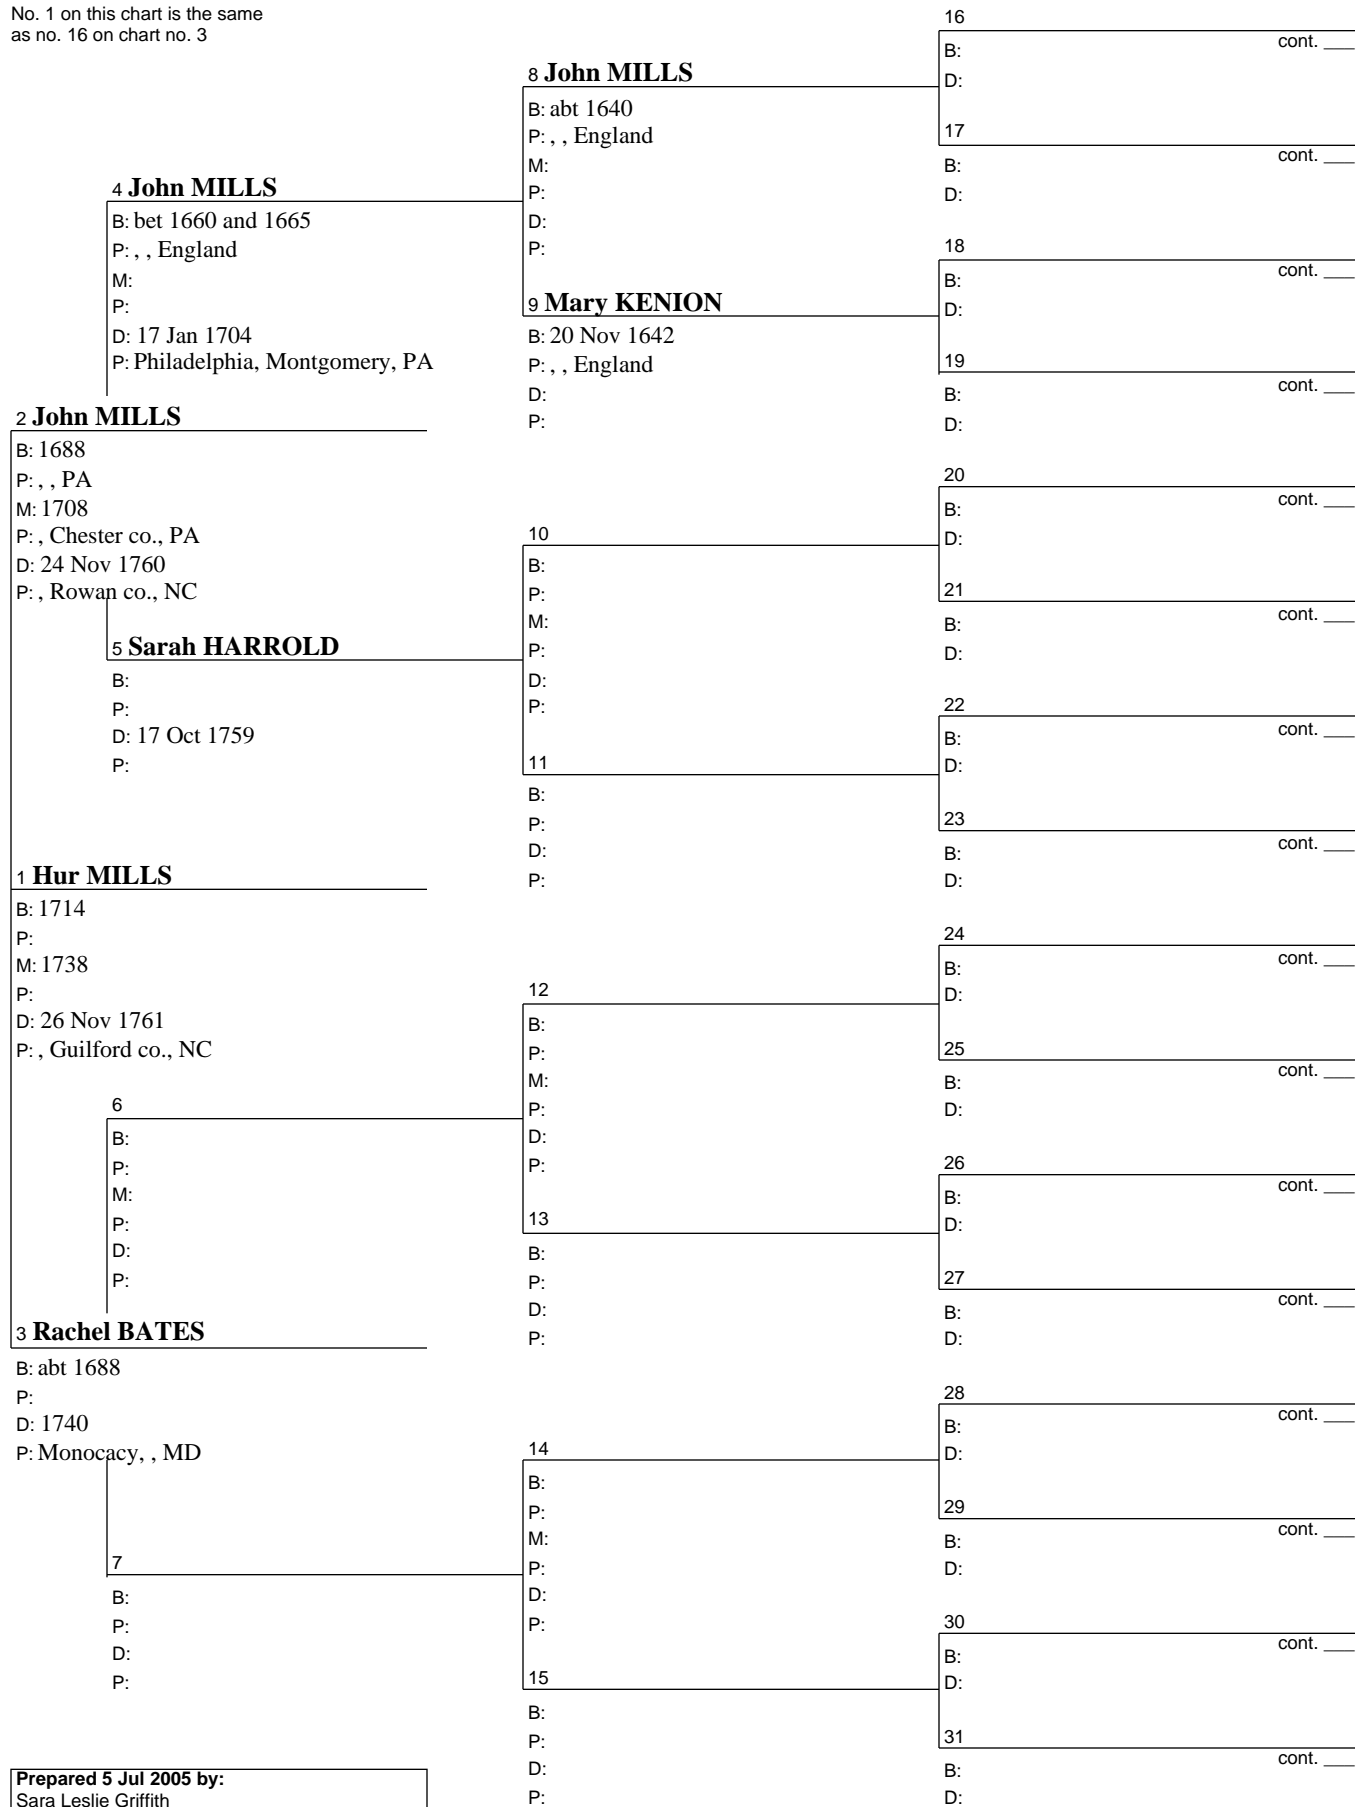 No. 1 on this chart is the same
as no. 16 on chart no. 3
16
cont. ___
B:
D:
8 John MILLS
B: abt 1640
P: , , England
M:
P:
D:
P:
17
cont. ___
B:
D:
4 John MILLS
B: bet 1660 and 1665
P: , , England
M:
P:
D: 17 Jan 1704
P: Philadelphia, Montgomery, PA
18
cont. ___
B:
D:
9 Mary KENION
B: 20 Nov 1642
P: , , England
D:
P:
19
cont. ___
B:
D:
2 John MILLS
B: 1688
P: , , PA
M: 1708
P: , Chester co., PA
D: 24 Nov 1760
P: , Rowan co., NC
20
cont. ___
B:
D:
10
B:
P:
M:
P:
D:
P:
21
cont. ___
B:
D:
5 Sarah HARROLD
B:
P:
D: 17 Oct 1759
P:
22
cont. ___
B:
D:
11
B:
P:
D:
P:
23
cont. ___
B:
D:
1 Hur MILLS
B: 1714
P:
M: 1738
P:
D: 26 Nov 1761
P: , Guilford co., NC
24
cont. ___
B:
D:
12
B:
P:
M:
P:
D:
P:
25
cont. ___
B:
D:
6
B:
P:
M:
P:
D:
P:
26
cont. ___
B:
D:
13
B:
P:
D:
P:
27
cont. ___
B:
D:
3 Rachel BATES
B: abt 1688
P:
D: 1740
P: Monocacy, , MD
28
cont. ___
B:
D:
14
B:
P:
M:
P:
D:
P:
29
cont. ___
B:
D:
7
B:
P:
D:
P:
30
cont. ___
B:
D:
15
B:
P:
D:
P:
31
cont. ___
B:
D:
Prepared 5 Jul 2005 by:
Sara Leslie Griffith